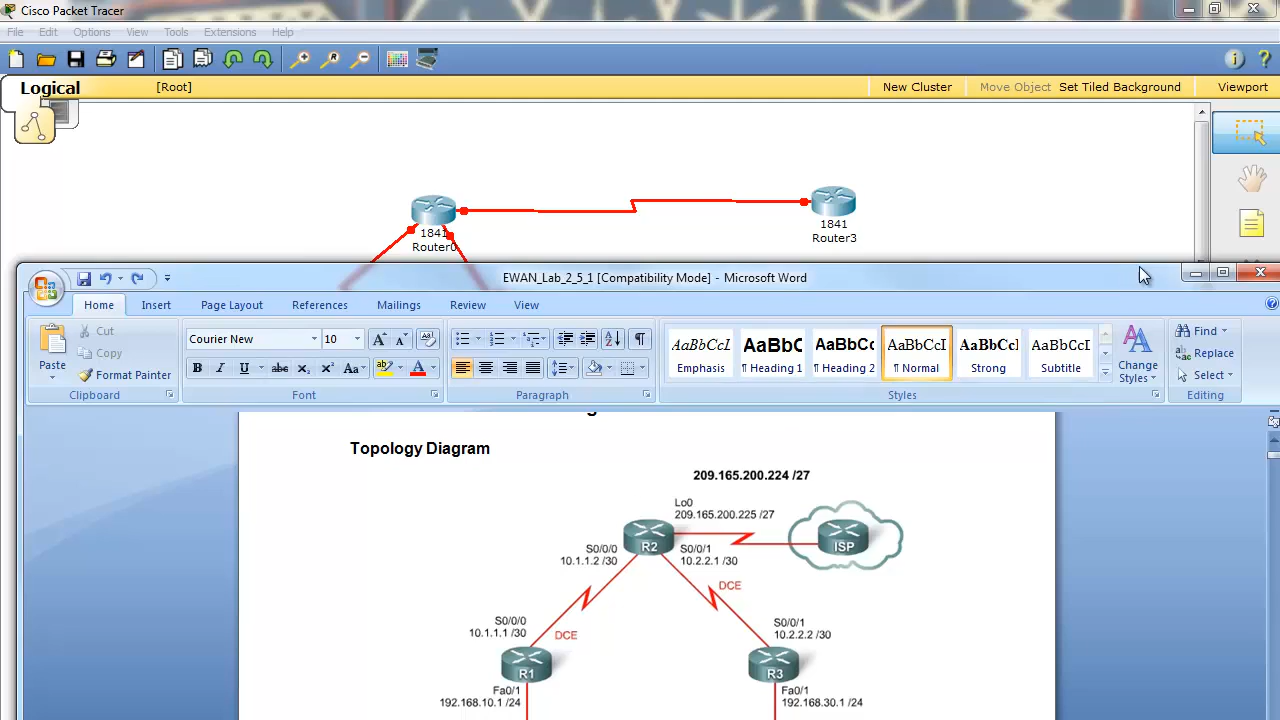 Cisco Packet Tracer
File Edit Options View Tools Extensions Help
Logical [Root] New Cluster Move Object Set Tiled Background Viewport
1841
Router0
1841
Router3
EWAN_Lab_2_5_1 [Compatibility Mode] - Microsoft Word
Home Insert Page Layout References Mailings Review View
Paste
Cut
Copy
Format Painter
Clipboard
Courier New 10
B I U abc X₂ X² Aa
Font
Paragraph
AaBbCcI AaBbC AaBbCc AaBbCcI AaBbCcI AaBbCcI
Emphasis ¶ Heading 1 ¶ Heading 2 ¶ Normal Strong Subtitle
Change
Styles
Styles
Find
Replace
Select
Editing
Topology Diagram
209.165.200.224 /27
Lo0
209.165.200.225 /27
R2
ISP
S0/0/0
10.1.1.2 /30
S0/0/1
10.2.2.1 /30
DCE
S0/0/0
10.1.1.1 /30
DCE
S0/0/1
10.2.2.2 /30
R1
R3
Fa0/1
192.168.10.1 /24
Fa0/1
192.168.30.1 /24